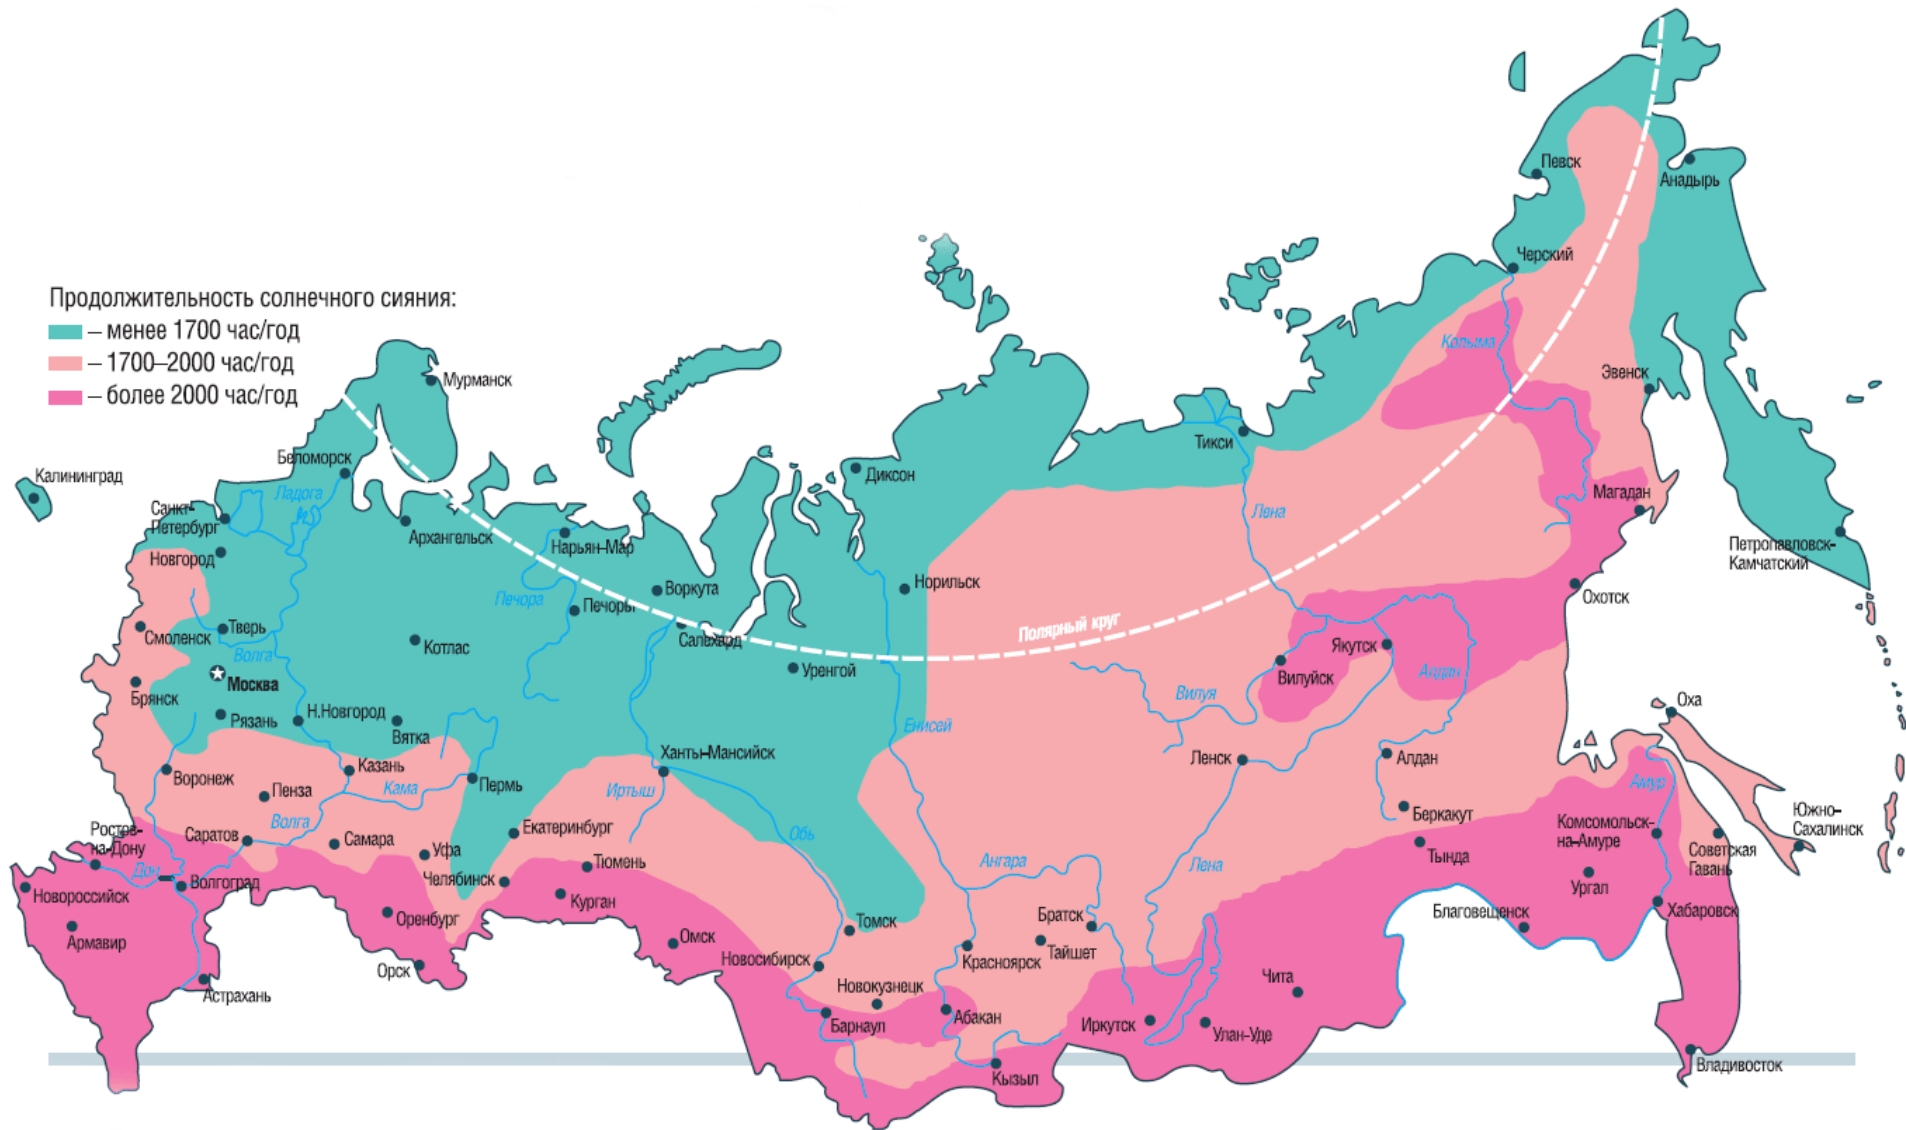 Продолжительность солнечного сияния:
– менее 1700 час/год
– 1700–2000 час/год
– более 2000 час/год
Певск
Анадырь
Черский
Колыма
Эвенск
Мурманск
Тикси
Беломорск
Калининград
Диксон
Ладога
Магадан
Санкт-
Петербург
Лена
Архангельск
Нарьян–Мар
Новгород
Петропавловск-
Камчатский
Норильск
Воркута
Охотск
Печора
Печоры
Полярный круг
Смоленск
Тверь
Котлас
Салехард
Якутск
Волга
Уренгой
Вилуйск
Алдан
Москва
Вилуя
Брянск
Оха
Рязань
Н.Новгород
Вятка
Енисей
Ханты–Мансийск
Ленск
Алдан
Казань
Воронеж
Пермь
Кама
Иртыш
Амур
Пенза
Беркакут
Южно-
Сахалинск
Волга
Екатеринбург
Комсомольск-
на–Амуре
Ростов-
на–Дону
Саратов
Самара
Обь
Советская
Гавань
Уфа
Тюмень
Ангара
Лена
Тында
Дон
Волгоград
Челябинск
Ургал
Новороссийск
Курган
Оренбург
Братск
Благовещенск
Хабаровск
Томск
Армавир
Омск
Тайшет
Новосибирск
Красноярск
Орск
Чита
Астрахань
Новокузнецк
Барнаул
Абакан
Иркутск
Улан–Уде
Кызыл
Владивосток